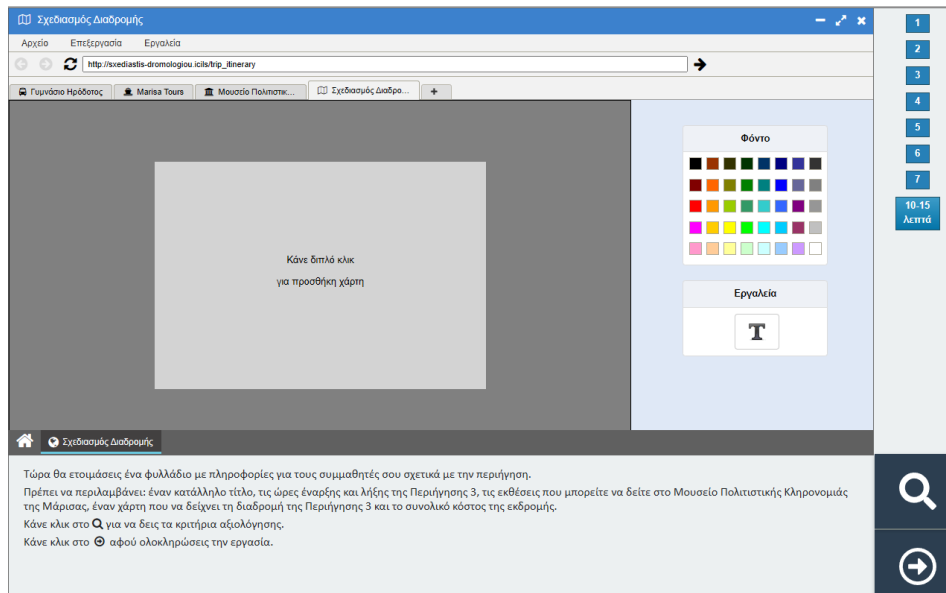 Σχεδιασμός Διαδρομής
Αρχείο Επεξεργασία Εργαλεία
http://sxediastis-dromologiou.icils/trip_itinerary
Γυμνάσιο Ηρόδοτος Marisa Tours Μουσείο Πολιτιστικ... Σχεδιασμός Διαδρο... +
Φόντο
Κάνε διπλό κλικ
για προσθήκη χάρτη
Εργαλεία
T
Σχεδιασμός Διαδρομής
Τώρα θα ετοιμάσεις ένα φυλλάδιο με πληροφορίες για τους συμμαθητές σου σχετικά με την περιήγηση.
Πρέπει να περιλαμβάνει: έναν κατάλληλο τίτλο, τις ώρες έναρξης και λήξης της Περιήγησης 3, τις εκθέσεις που μπορείτε να δείτε στο Μουσείο Πολιτιστικής Κληρονομιάς
της Μάρισας, έναν χάρτη που να δείχνει τη διαδρομή της Περιήγησης 3 και το συνολικό κόστος της εκδρομής.
Κάνε κλικ στο για να δεις τα κριτήρια αξιολόγησης.
Κάνε κλικ στο αφού ολοκληρώσεις την εργασία.
1
2
3
4
5
6
7
10-15
λεπτά